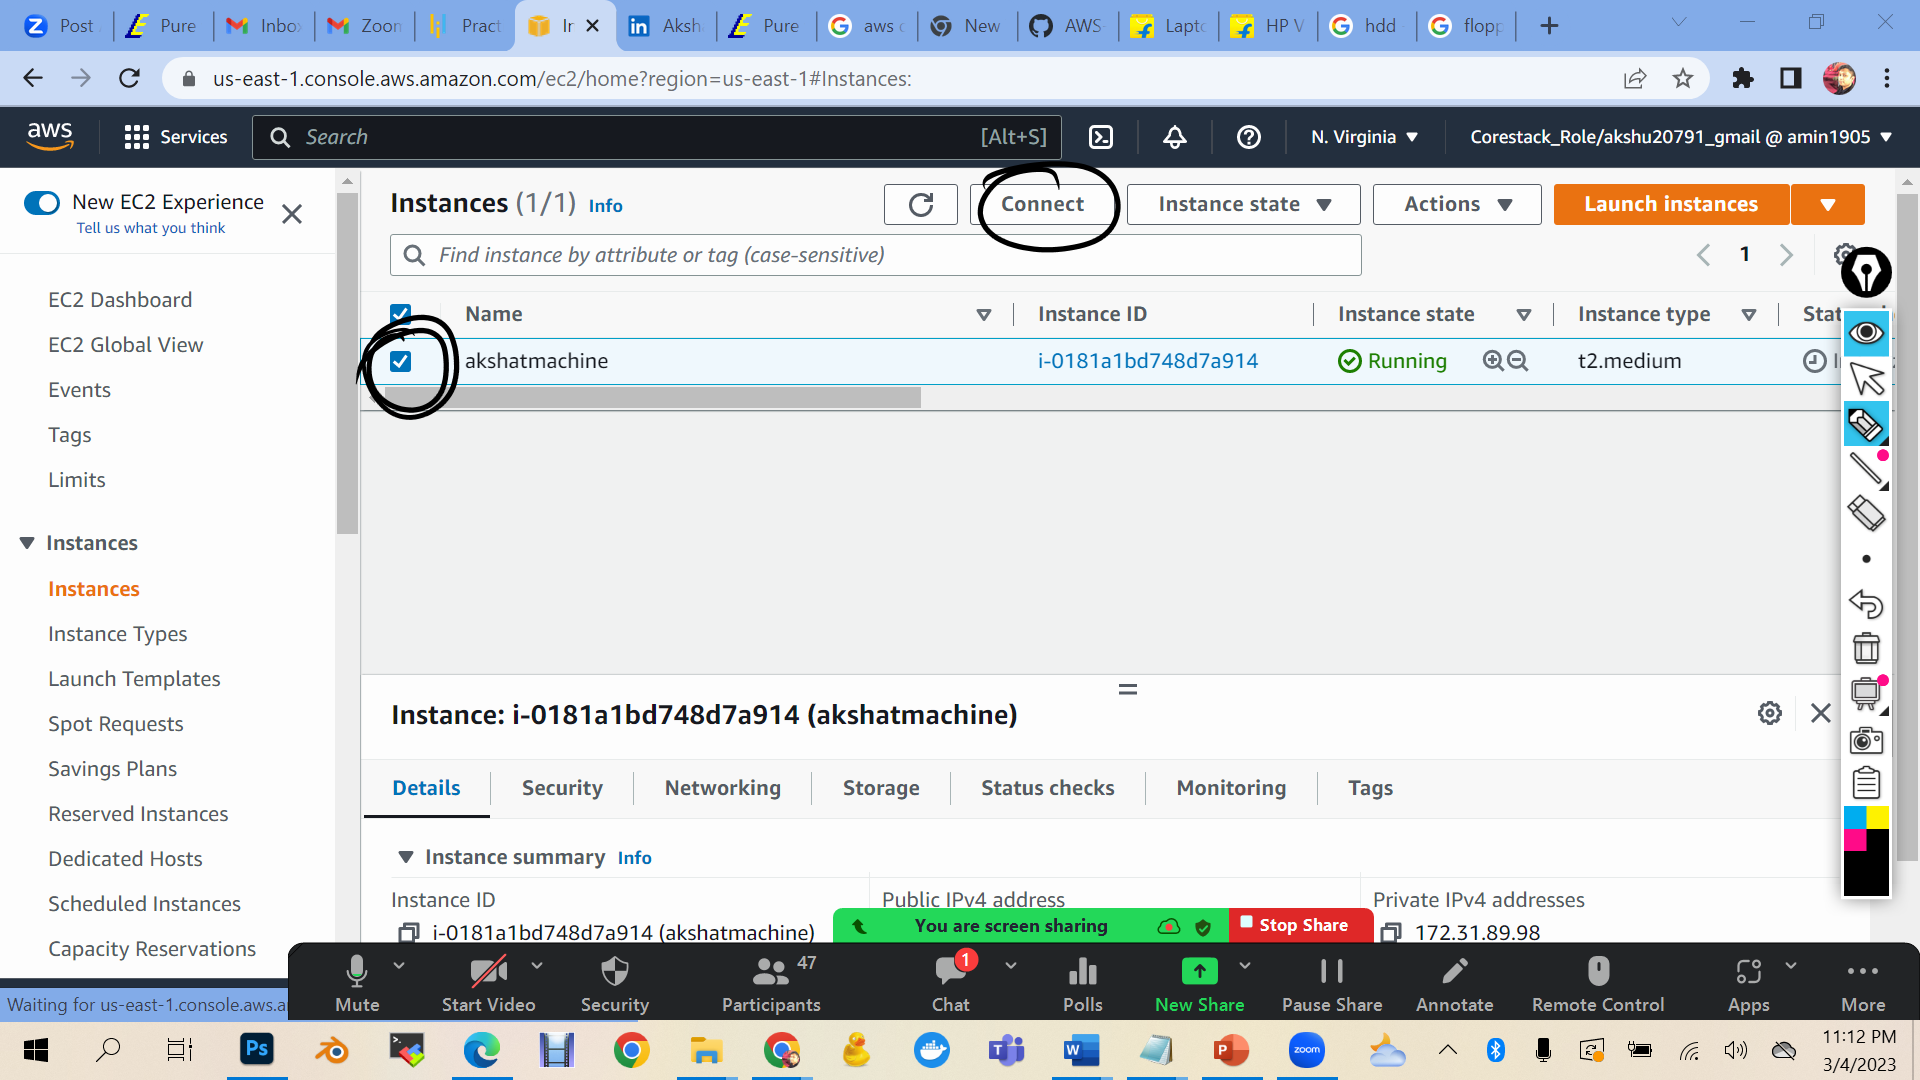 Post
Pure
Inbo
Zoon
Pract
Ir
Aksh
Pure
aws c
New
AWS
Lapt
HP V
hdd
flopp
us-east-1.console.aws.amazon.com/ec2/home?region=us-east-1#Instances:
aws
Services
Search
[Alt+S]
N. Virginia
Corestack_Role/akshu20791_gmail @ amin1905
New EC2 Experience
Tell us what you think
EC2 Dashboard
EC2 Global View
Events
Tags
Limits
Instances
Instances
Instance Types
Launch Templates
Spot Requests
Savings Plans
Reserved Instances
Dedicated Hosts
Scheduled Instances
Capacity Reservations
Instances (1/1) Info
Connect
Instance state
Actions
Launch instances
Find instance by attribute or tag (case-sensitive)
1
Name
Instance ID
Instance state
Instance type
Stat
akshatmachine
i-0181a1bd748d7a914
Running
t2.medium
Instance: i-0181a1bd748d7a914 (akshatmachine)
Details
Security
Networking
Storage
Status checks
Monitoring
Tags
Instance summary Info
Instance ID
Public IPv4 address
Private IPv4 addresses
i-0181a1bd748d7a914 (akshatmachine)
172.31.89.98
You are screen sharing
Stop Share
Waiting for us-east-1.console.aws.a
Mute
Start Video
Security
Participants
47
Chat
1
Polls
New Share
Pause Share
Annotate
Remote Control
Apps
More
Ps
W
P
zoom
11:12 PM
3/4/2023